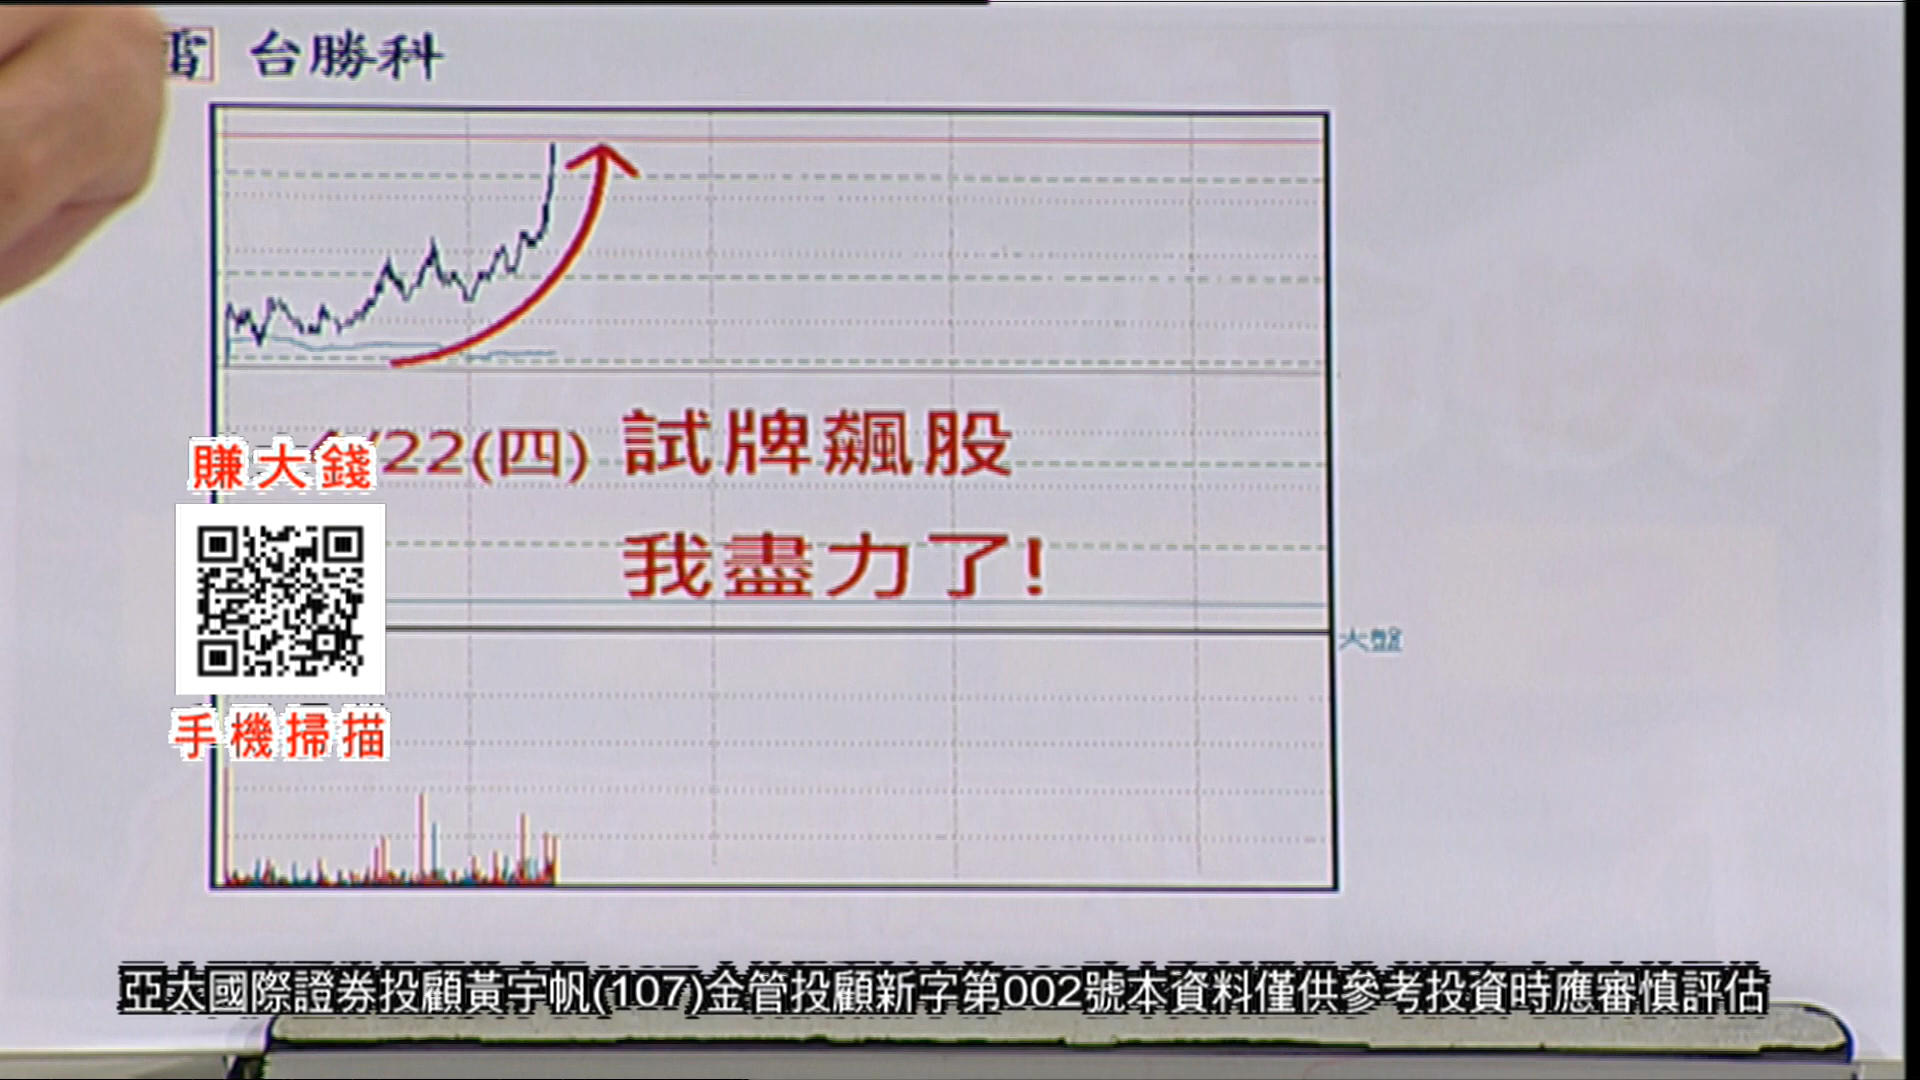 台勝科
4/22(四) 試牌飆股
我盡力了!
賺大錢
手機掃描
大盤
亞太國際證券投顧黃宇帆(107)金管投顧新字第002號本資料僅供參考投資時應審慎評估